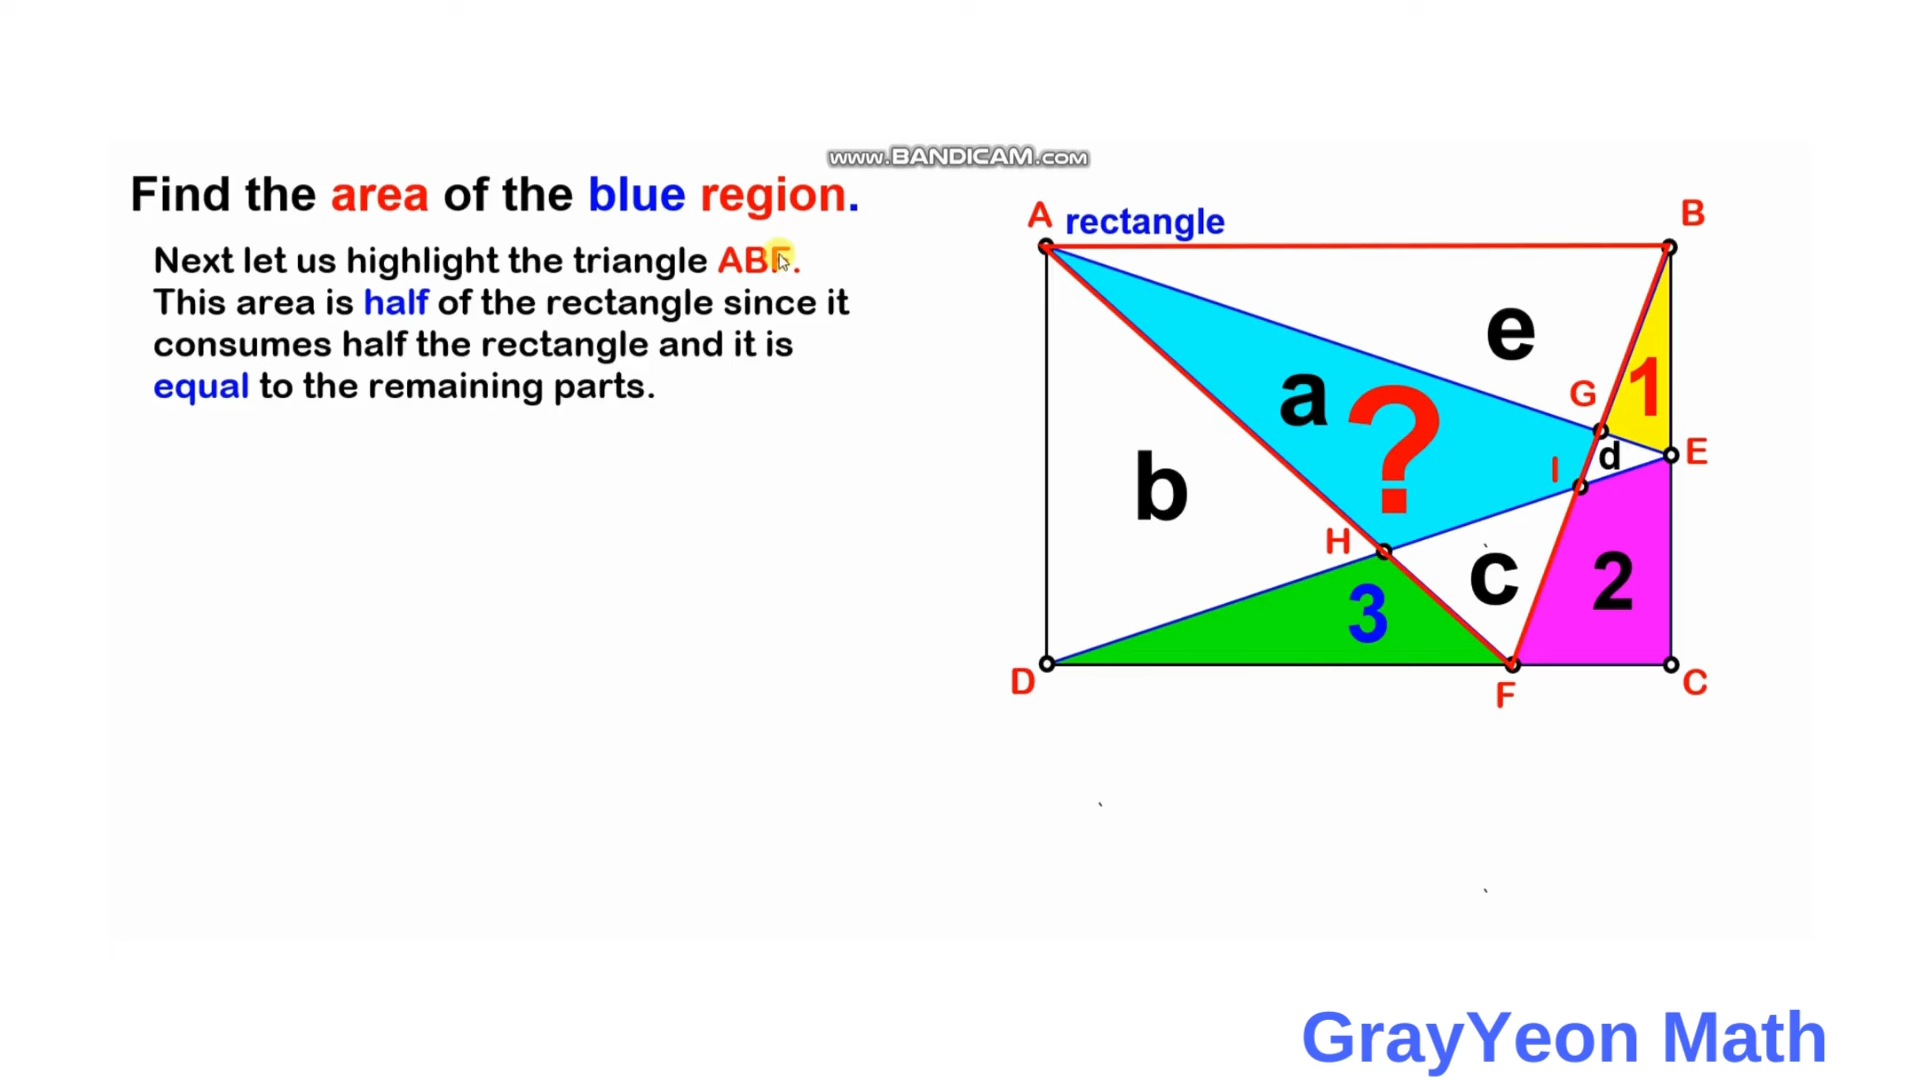 www.BANDICAM.com
Find the area of the blue region.
Next let us highlight the triangle ABF.
This area is half of the rectangle since it
consumes half the rectangle and it is
equal to the remaining parts.
A rectangle B
e
a ? G 1
b I d E
H c 2
3
D F C
GrayYeon Math